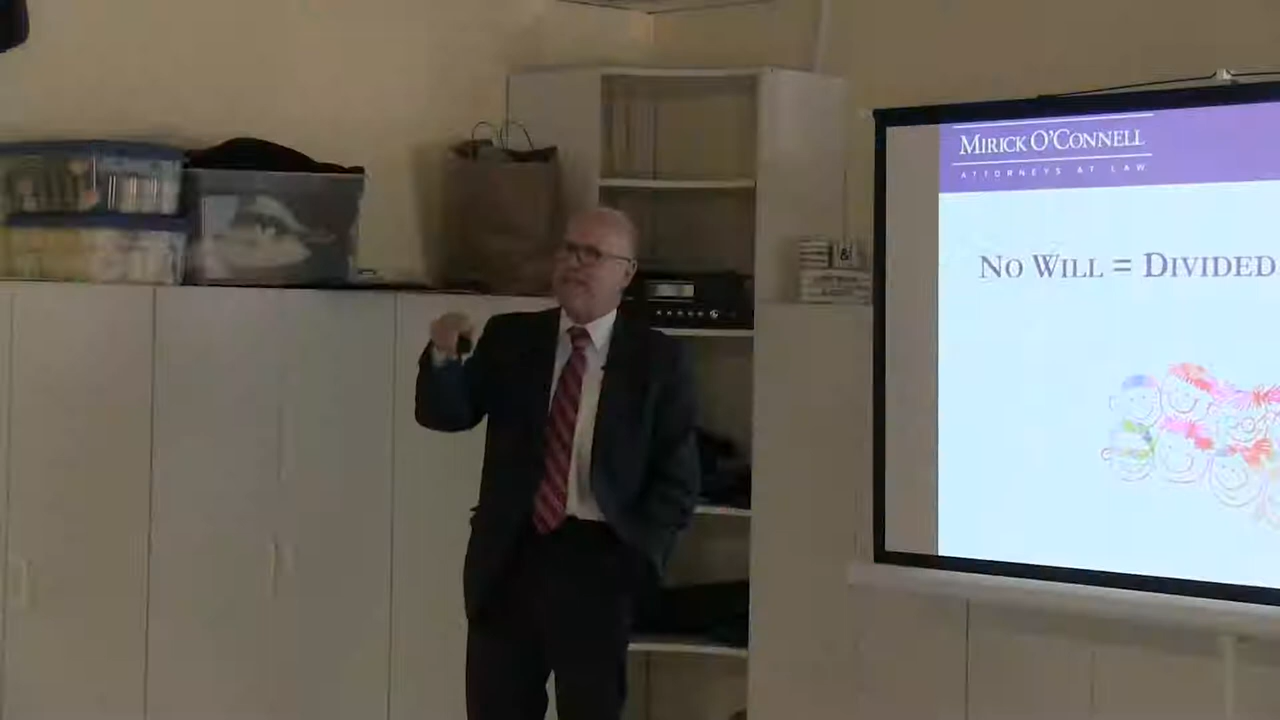 MIRICK O'CONNELL
ATTORNEYS AT LAW
NO WILL = DIVIDED